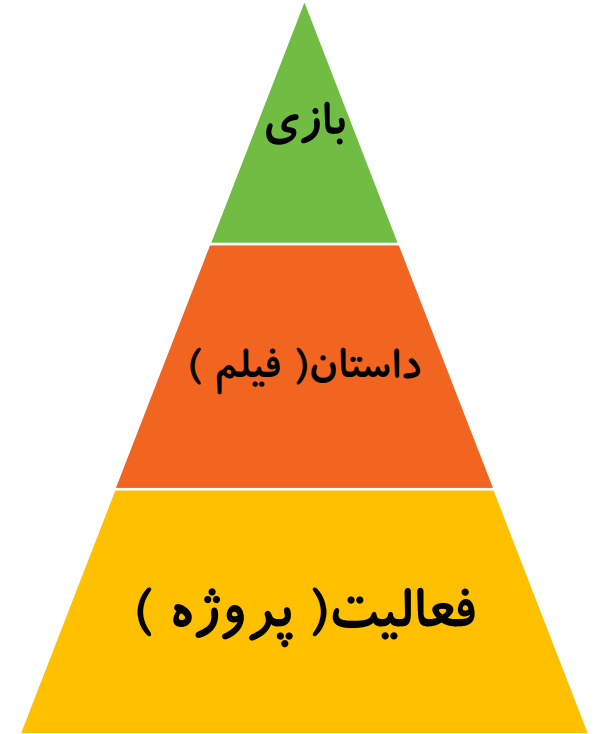 بازی
داستان( فیلم )
فعالیت( پروژه )